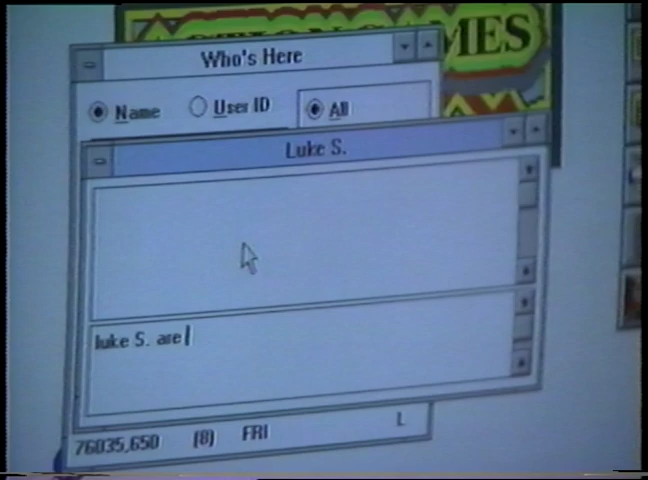 MES
Who's Here
Name User ID All
Luke S.
luke S. are
76035,650 (8) FRI L